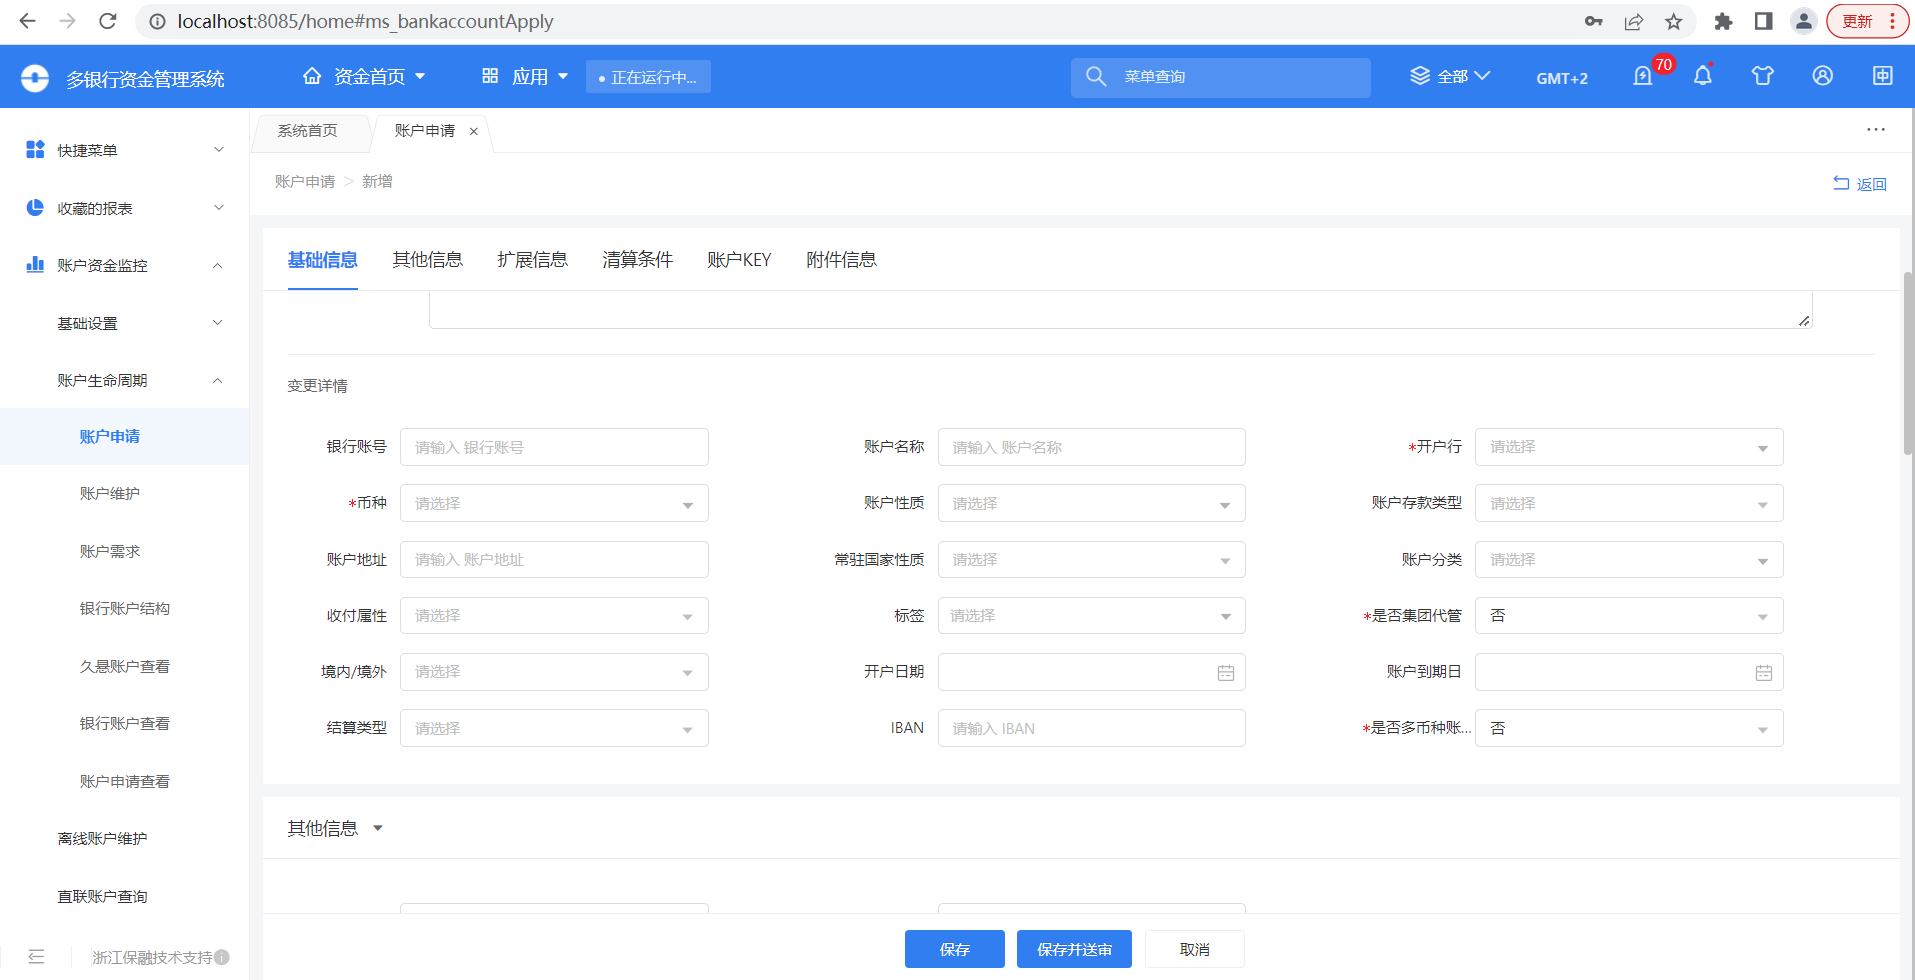 localhost:8085/home#ms_bankaccountApply
更新
多银行资金管理系统
资金首页
应用
正在运行中...
菜单查询
全部
GMT+2
70
中
快捷菜单
收藏的报表
账户资金监控
基础设置
账户生命周期
账户申请
账户维护
账户需求
银行账户结构
久悬账户查看
银行账户查看
账户申请查看
离线账户维护
直联账户查询
浙江保融技术支持
系统首页
账户申请
账户申请 > 新增
返回
基础信息 其他信息 扩展信息 清算条件 账户KEY 附件信息
变更详情
银行账号 请输入 银行账号 账户名称 请输入 账户名称 *开户行 请选择
*币种 请选择 账户性质 请选择 账户存款类型 请选择
账户地址 请输入 账户地址 常驻国家性质 请选择 账户分类 请选择
收付属性 请选择 标签 请选择 *是否集团代管 否
境内/境外 请选择 开户日期 账户到期日
结算类型 请选择 IBAN 请输入 IBAN *是否多币种账... 否
其他信息
保存 保存并送审 取消